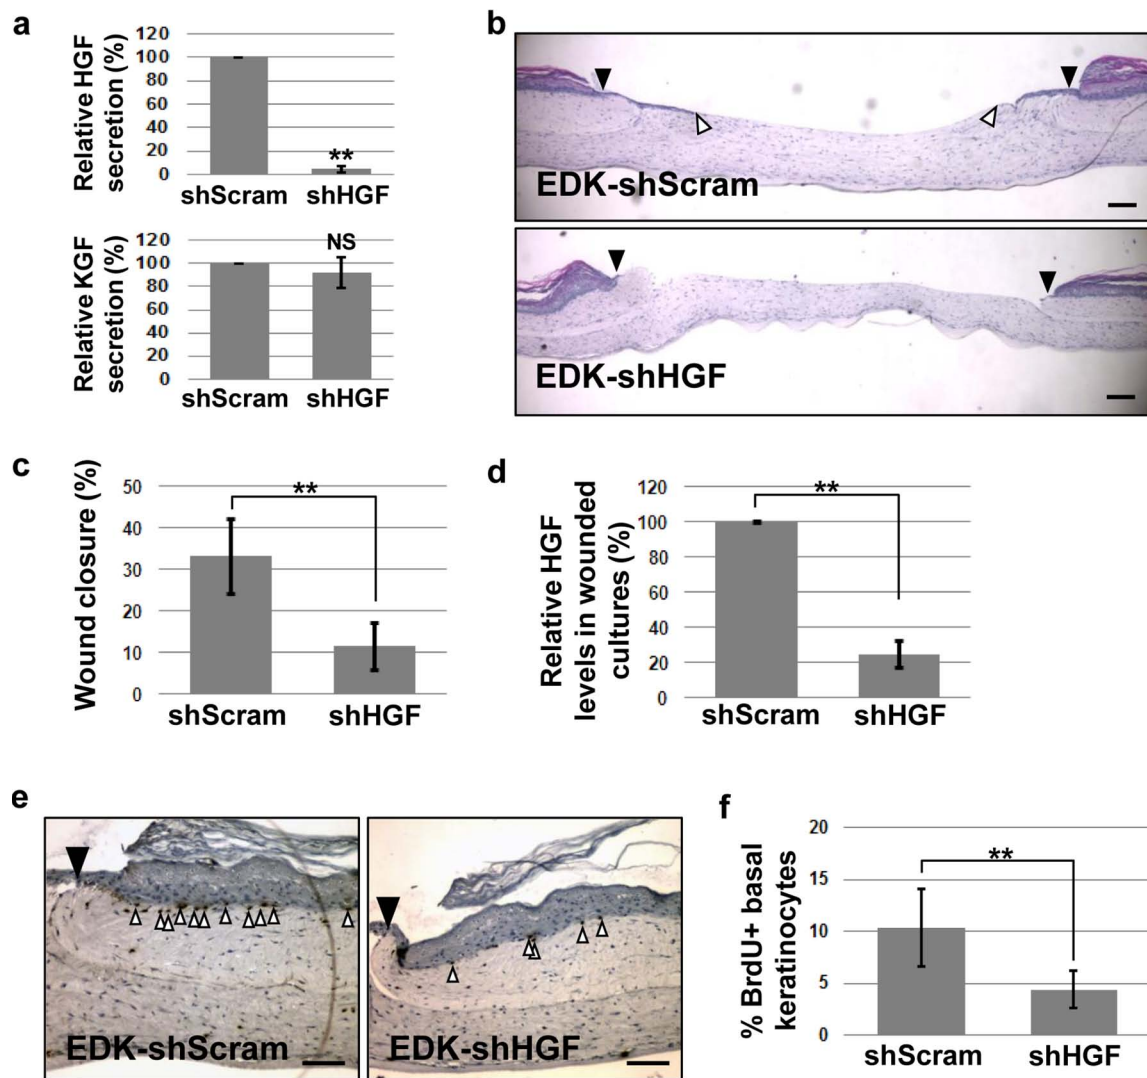 a
Relative HGF
secretion (%)
120
100
80
60
40
20
0
**
shScram
shHGF
Relative KGF
secretion (%)
120
100
80
60
40
20
0
NS
shScram
shHGF
b
EDK-shScram
EDK-shHGF
c
Wound closure (%)
50
40
30
20
10
0
**
shScram
shHGF
d
Relative HGF
levels in wounded
cultures (%)
120
100
80
60
40
20
0
**
shScram
shHGF
e
EDK-shScram
EDK-shHGF
f
% BrdU+ basal
keratinocytes
20
15
10
5
0
**
shScram
shHGF